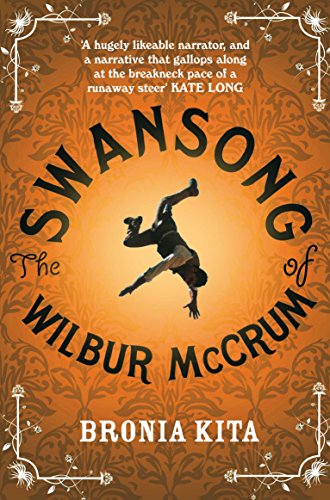 ‘A hugely likeable narrator, and
a narrative that gallops along
at the breakneck pace of a
runaway steer’ KATE LONG
The
SWANSONG
of
WILBUR McCRUM
BRONIA KITA